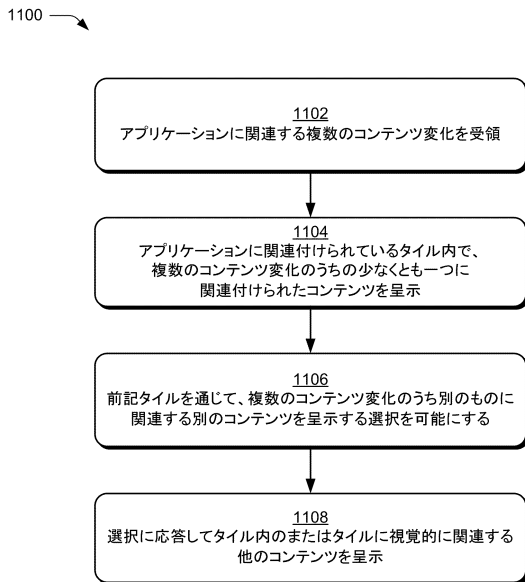 1100
1102
アプリケーションに関連する複数のコンテンツ変化を受領
1104
アプリケーションに関連付けられているタイル内で、
複数のコンテンツ変化のうちの少なくとも一つに
関連付けられたコンテンツを呈示
1106
前記タイルを通じて、複数のコンテンツ変化のうち別のものに
関連する別のコンテンツを呈示する選択を可能にする
1108
選択に応答してタイル内のまたはタイルに視覚的に関連する
他のコンテンツを呈示